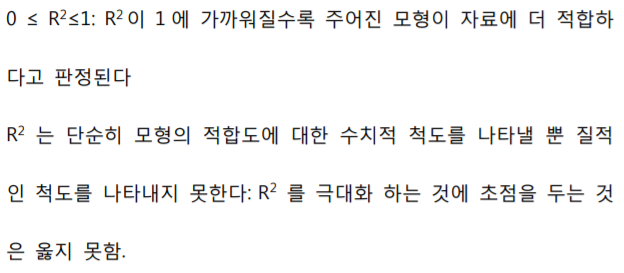 0 ≤ R²≤1: R²이 1에 가까워질수록 주어진 모형이 자료에 더 적합하
다고 판정된다
R² 는 단순히 모형의 적합도에 대한 수치적 척도를 나타낼 뿐 질적
인 척도를 나타내지 못한다: R² 를 극대화 하는 것에 초점을 두는 것
은 옳지 못함.